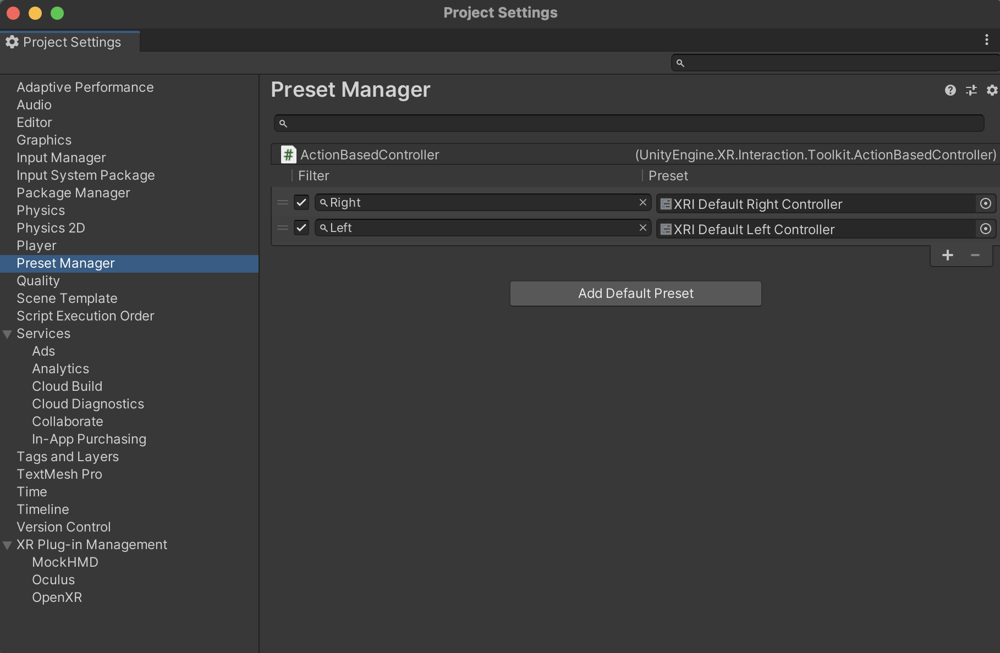 Project Settings
Project Settings
Adaptive Performance
Audio
Editor
Graphics
Input Manager
Input System Package
Package Manager
Physics
Physics 2D
Player
Preset Manager
Quality
Scene Template
Script Execution Order
Services
Ads
Analytics
Cloud Build
Cloud Diagnostics
Collaborate
In-App Purchasing
Tags and Layers
TextMesh Pro
Time
Timeline
Version Control
XR Plug-in Management
MockHMD
Oculus
OpenXR
Preset Manager
# ActionBasedController (UnityEngine.XR.Interaction.Toolkit.ActionBasedController)
Filter Preset
Right XRI Default Right Controller
Left XRI Default Left Controller
Add Default Preset